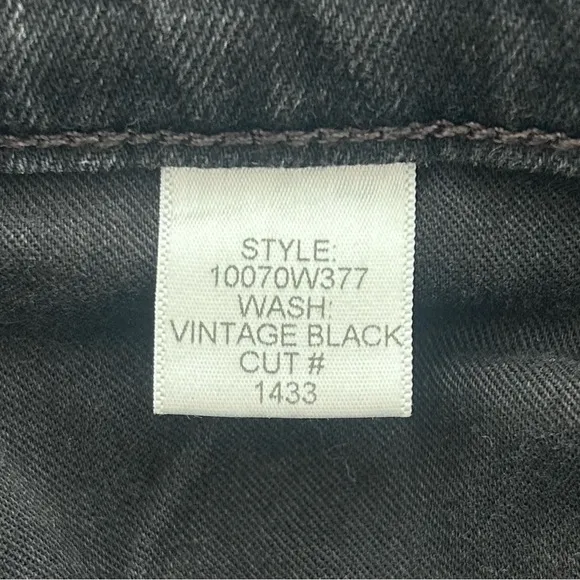 STYLE:
10070W377
WASH:
VINTAGE BLACK
CUT #
1433